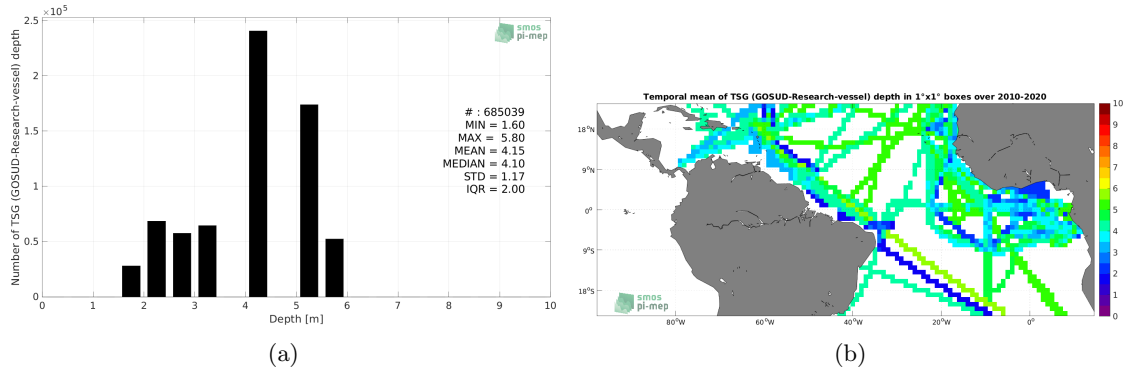 ×10⁵
2.5
2
1.5
1
0.5
0
0 1 2 3 4 5 6 7 8 9 10
Number of TSG (GOSUD-Research-vessel) depth
Depth [m]
smos
pi-mep
# : 685039
MIN = 1.60
MAX = 5.80
MEAN = 4.15
MEDIAN = 4.10
STD = 1.17
IQR = 2.00
(a)
Temporal mean of TSG (GOSUD-Research-vessel) depth in 1°x1° boxes over 2010-2020
18°N
9°N
0°
9°S
18°S
80°W 60°W 40°W 20°W 0°
smos
pi-mep
10
9
8
7
6
5
4
3
2
1
0
(b)